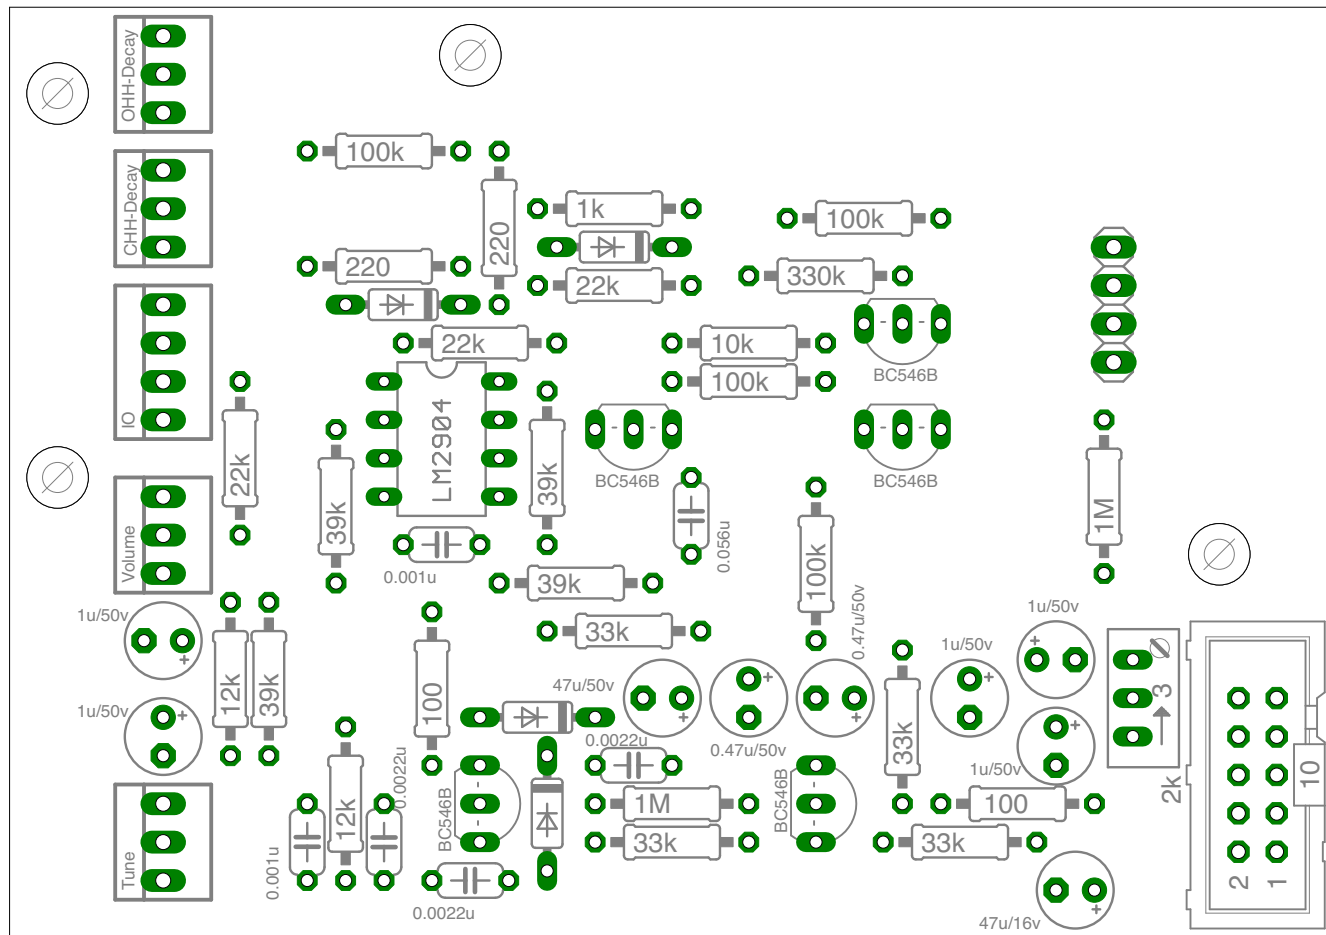 OHH-Decay
100k
CHH-Decay
220
1k
100k
220
22k
330k
IO
22k
10k
100k
BC546B
22k
39k
LM2904
39k
BC546B
BC546B
1M
Volume
0.001u
0.056u
39k
100k
33k
1u/50v
12k
39k
100
47u/50v
0.47u/50v
0.47u/50v
33k
1u/50v
1u/50v
3
1u/50v
0.0022u
0.0022u
1u/50v
2k
10
Tune
0.001u
12k
BC546B
1M
33k
BC546B
100
33k
0.0022u
47u/16v
2
1